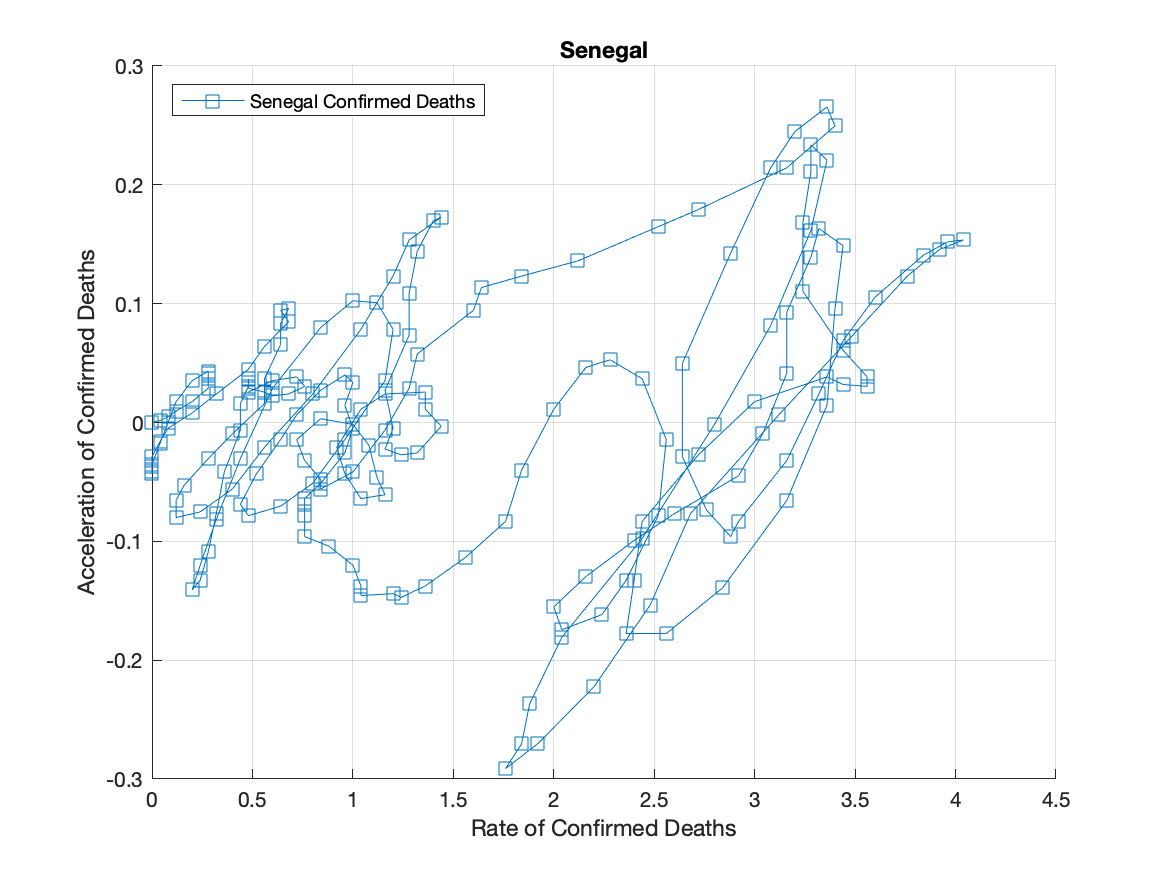 Senegal
Senegal Confirmed Deaths
0.3
0.2
0.1
0
-0.1
-0.2
-0.3
Acceleration of Confirmed Deaths
0 0.5 1 1.5 2 2.5 3 3.5 4 4.5
Rate of Confirmed Deaths